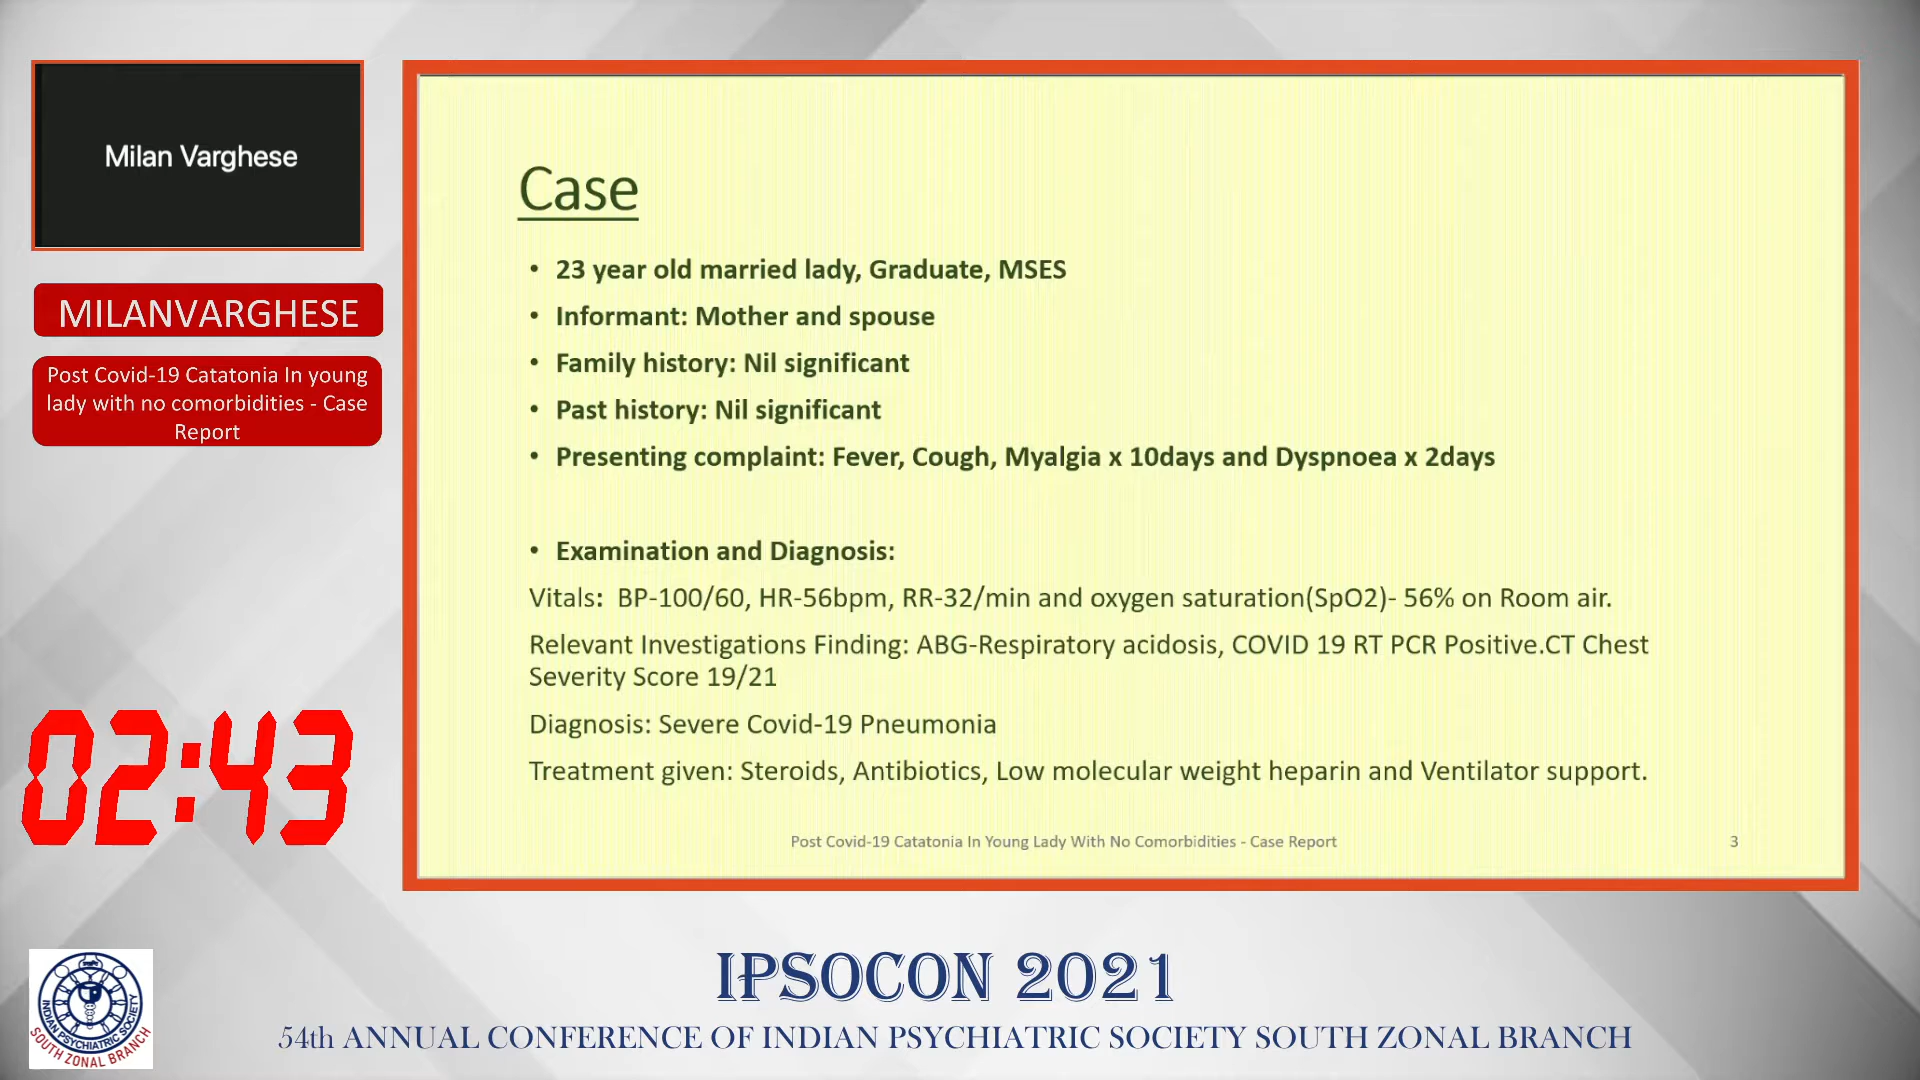 Milan Varghese
MILANVARGHESE
Post Covid-19 Catatonia In young
lady with no comorbidities - Case
Report
02:43
Case
• 23 year old married lady, Graduate, MSES
• Informant: Mother and spouse
• Family history: Nil significant
• Past history: Nil significant
• Presenting complaint: Fever, Cough, Myalgia x 10days and Dyspnoea x 2days
• Examination and Diagnosis:
Vitals: BP-100/60, HR-56bpm, RR-32/min and oxygen saturation(SpO2)- 56% on Room air.
Relevant Investigations Finding: ABG-Respiratory acidosis, COVID 19 RT PCR Positive.CT Chest
Severity Score 19/21
Diagnosis: Severe Covid-19 Pneumonia
Treatment given: Steroids, Antibiotics, Low molecular weight heparin and Ventilator support.
Post Covid-19 Catatonia In Young Lady With No Comorbidities - Case Report
3
INDIAN PSYCHIATRIC SOCIETY
SOUTH ZONAL BRANCH
IPSOCON 2021
54th ANNUAL CONFERENCE OF INDIAN PSYCHIATRIC SOCIETY SOUTH ZONAL BRANCH